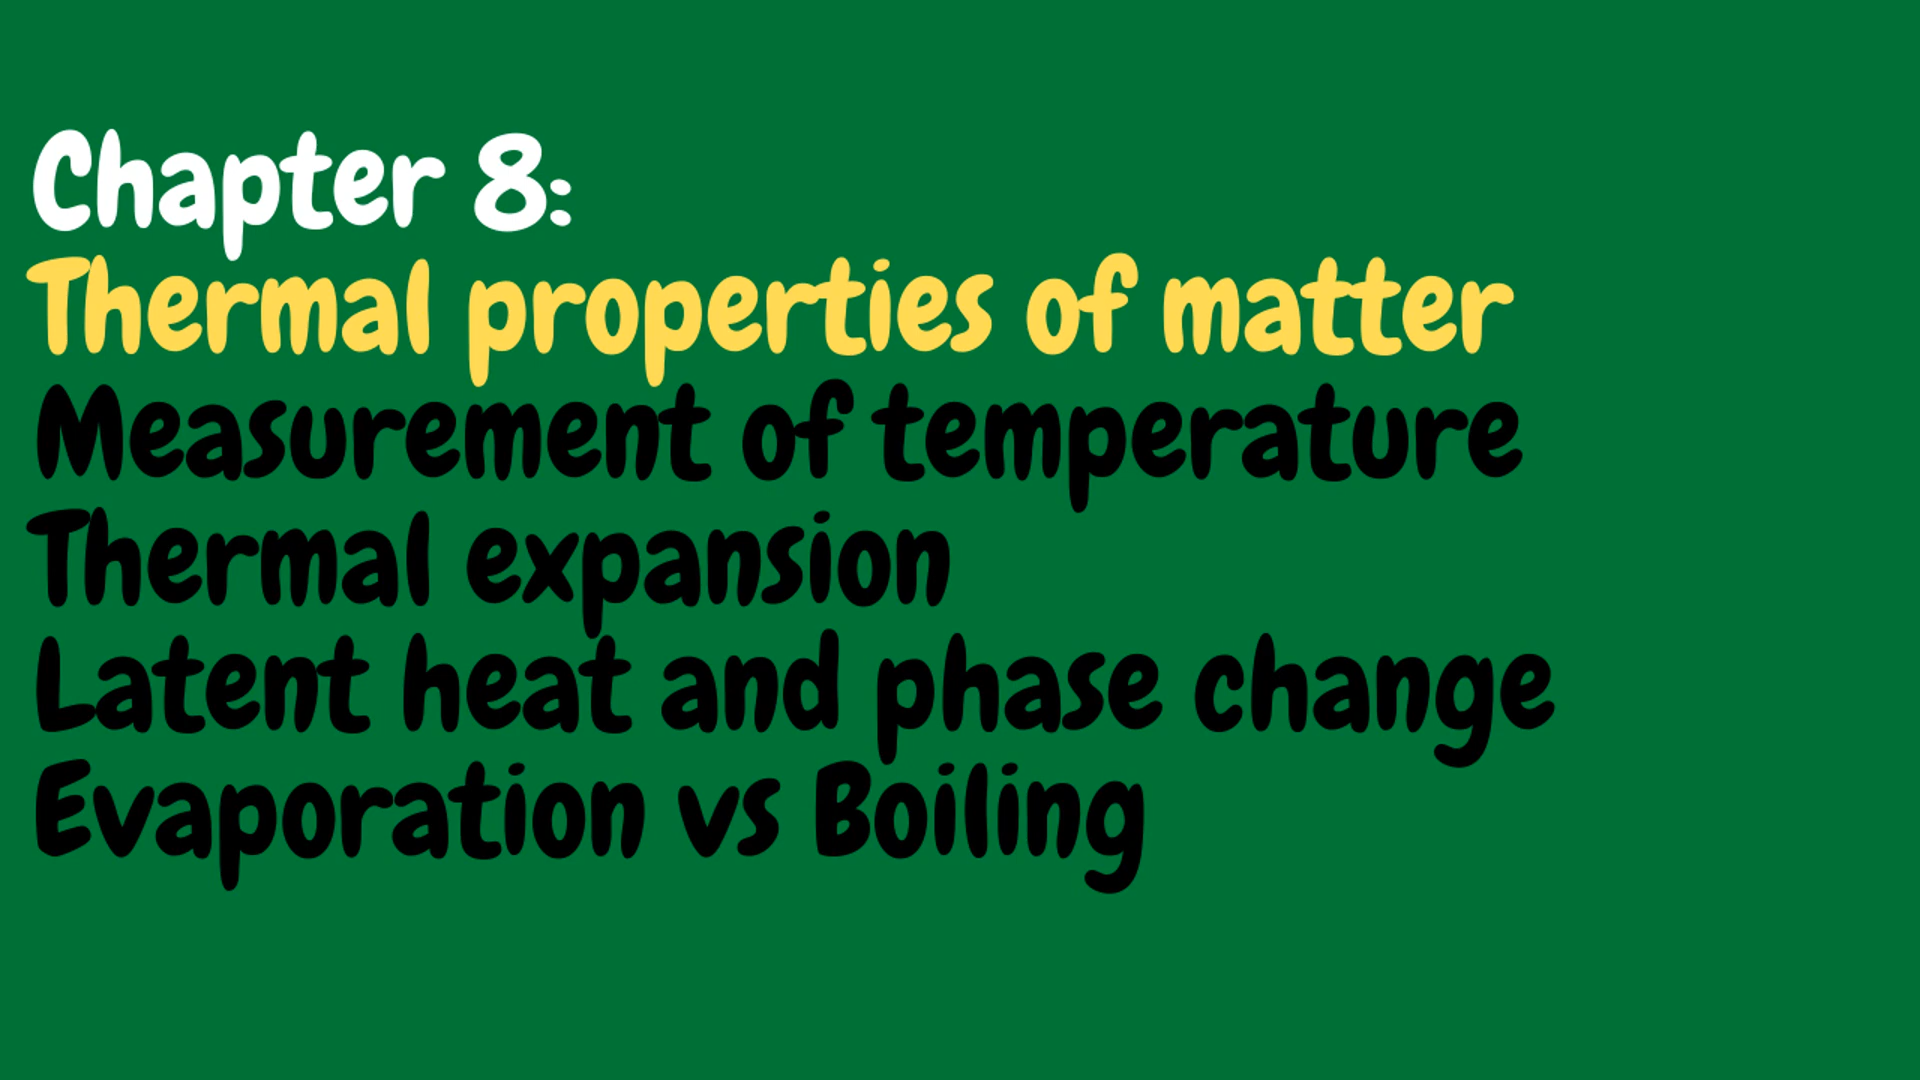 Chapter 8:
Thermal properties of matter
Measurement of temperature
Thermal expansion
Latent heat and phase change
Evaporation vs Boiling